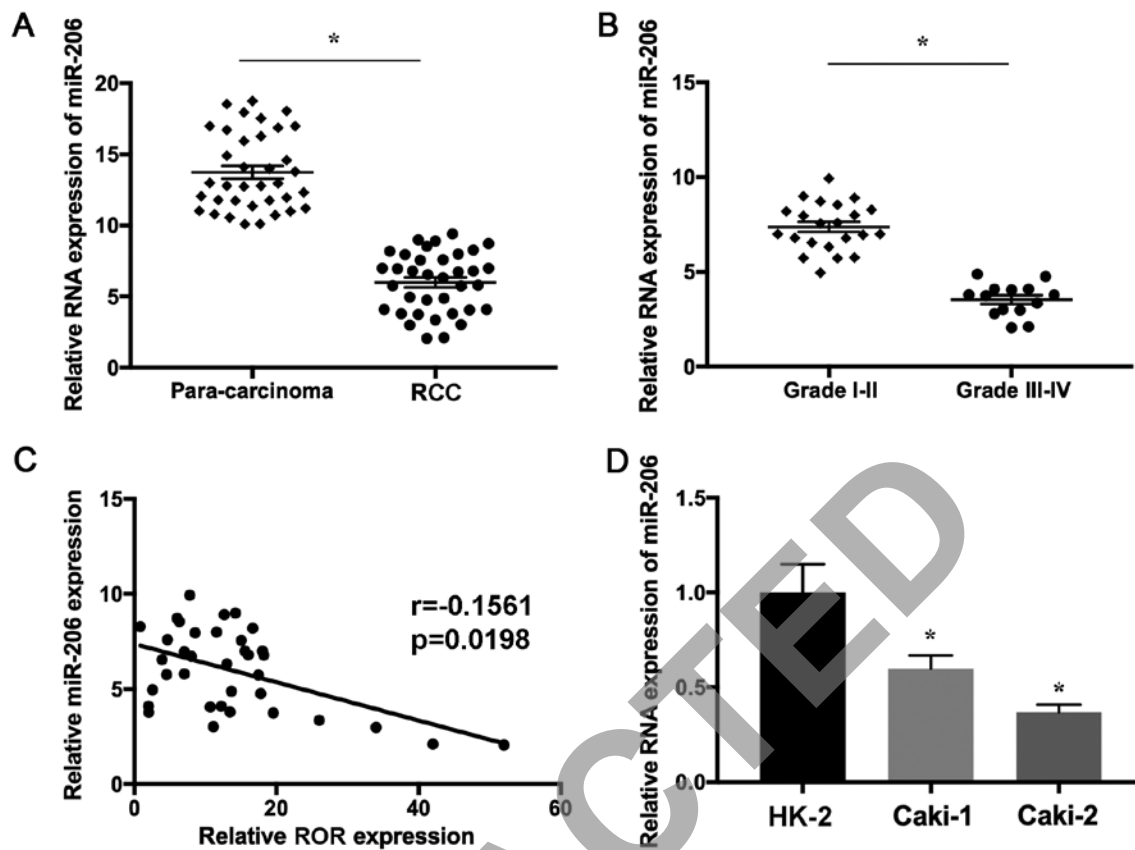 A
Relative RNA expression of miR-206
*
20
15
10
5
0
Para-carcinoma
RCC
B
Relative RNA expression of miR-206
*
15
10
5
0
Grade I-II
Grade III-IV
C
Relative miR-206 expression
15
10
5
0
r=-0.1561
p=0.0198
0
20
40
60
Relative ROR expression
D
Relative RNA expression of miR-206
1.5
1.0
0.5
0.0
*
*
HK-2
Caki-1
Caki-2
CTED